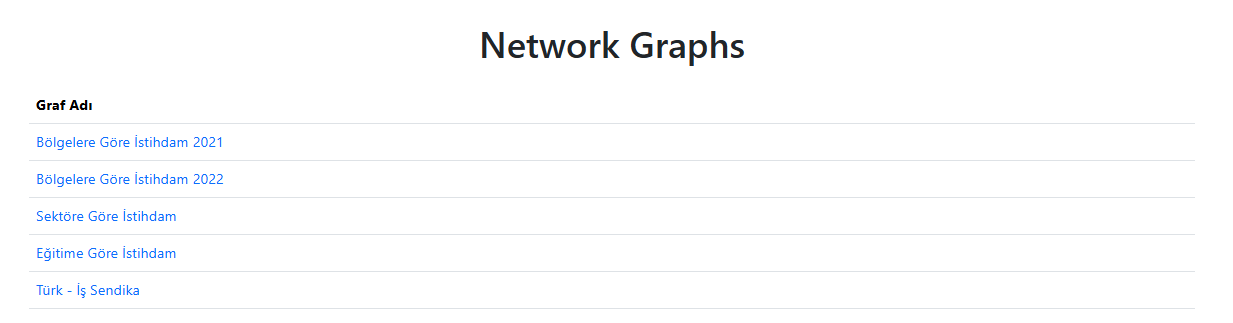 Network Graphs
Graf Adı
Bölgelere Göre İstihdam 2021
Bölgelere Göre İstihdam 2022
Sektöre Göre İstihdam
Eğitime Göre İstihdam
Türk - İş Sendika